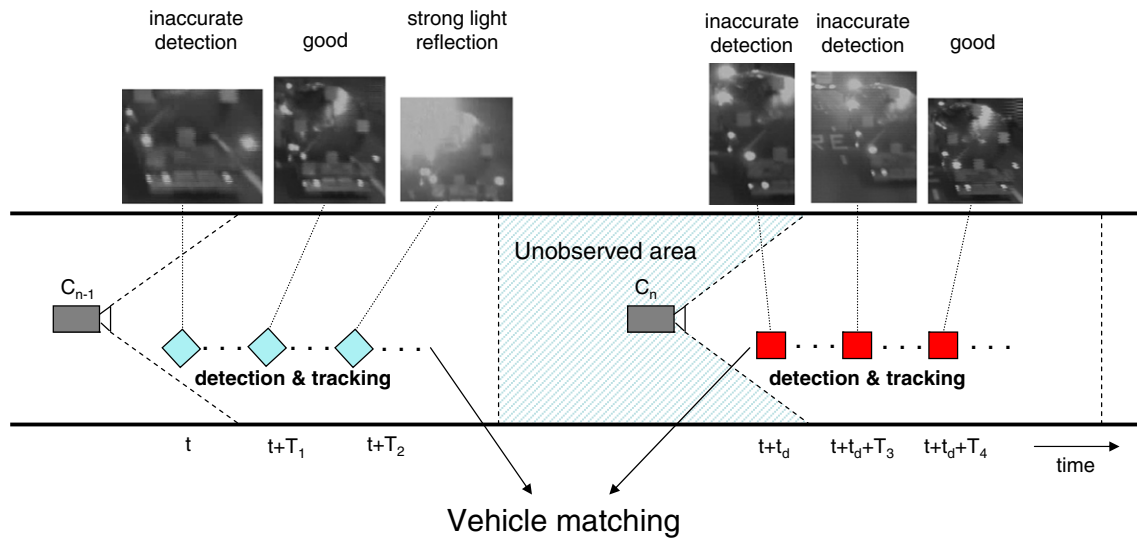 inaccurate
detection
good
strong light
reflection
inaccurate
detection
inaccurate
detection
good
RE
Unobserved area
Cn-1
Cn
detection & tracking
detection & tracking
t
t+T1
t+T2
t+td
t+td+T3
t+td+T4
time
Vehicle matching